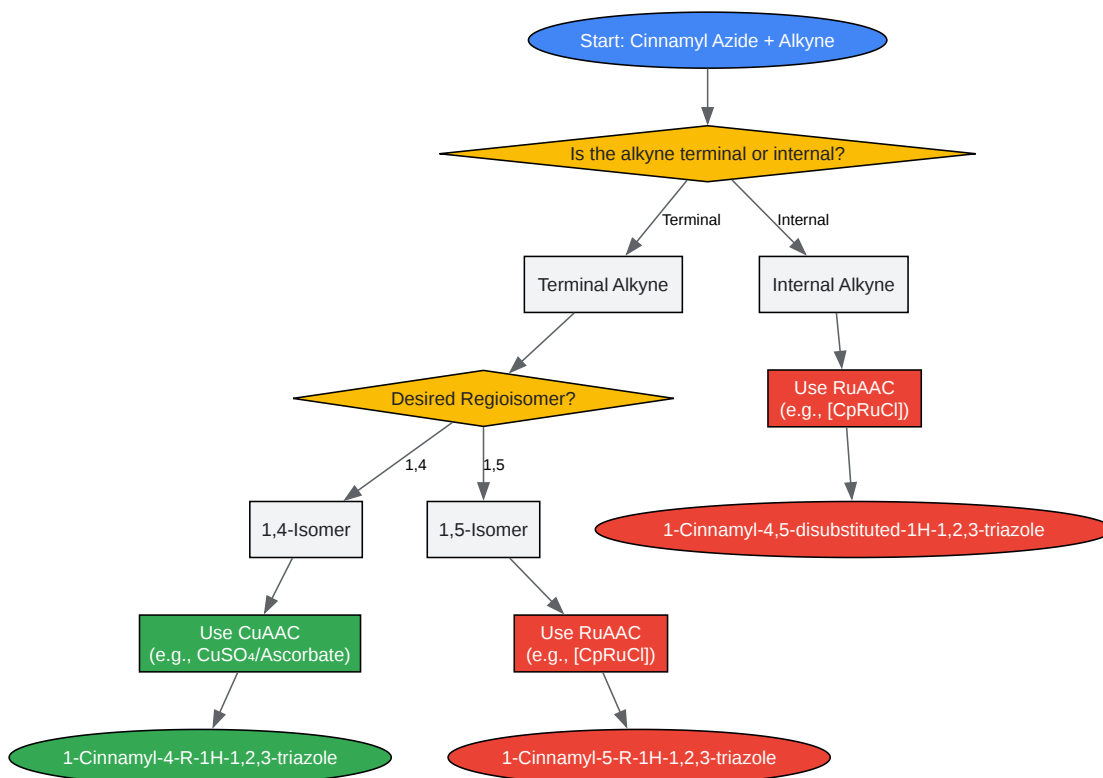 Start: Cinnamyl Azide + Alkyne
Is the alkyne terminal or internal?
Terminal
Internal
Terminal Alkyne
Internal Alkyne
Desired Regioisomer?
Use RuAAC
(e.g., [CpRuCl])
1,4
1,5
1,4-Isomer
1,5-Isomer
1-Cinnamyl-4,5-disubstituted-1H-1,2,3-triazole
Use CuAAC
(e.g., CuSO₄/Ascorbate)
Use RuAAC
(e.g., [CpRuCl])
1-Cinnamyl-4-R-1H-1,2,3-triazole
1-Cinnamyl-5-R-1H-1,2,3-triazole